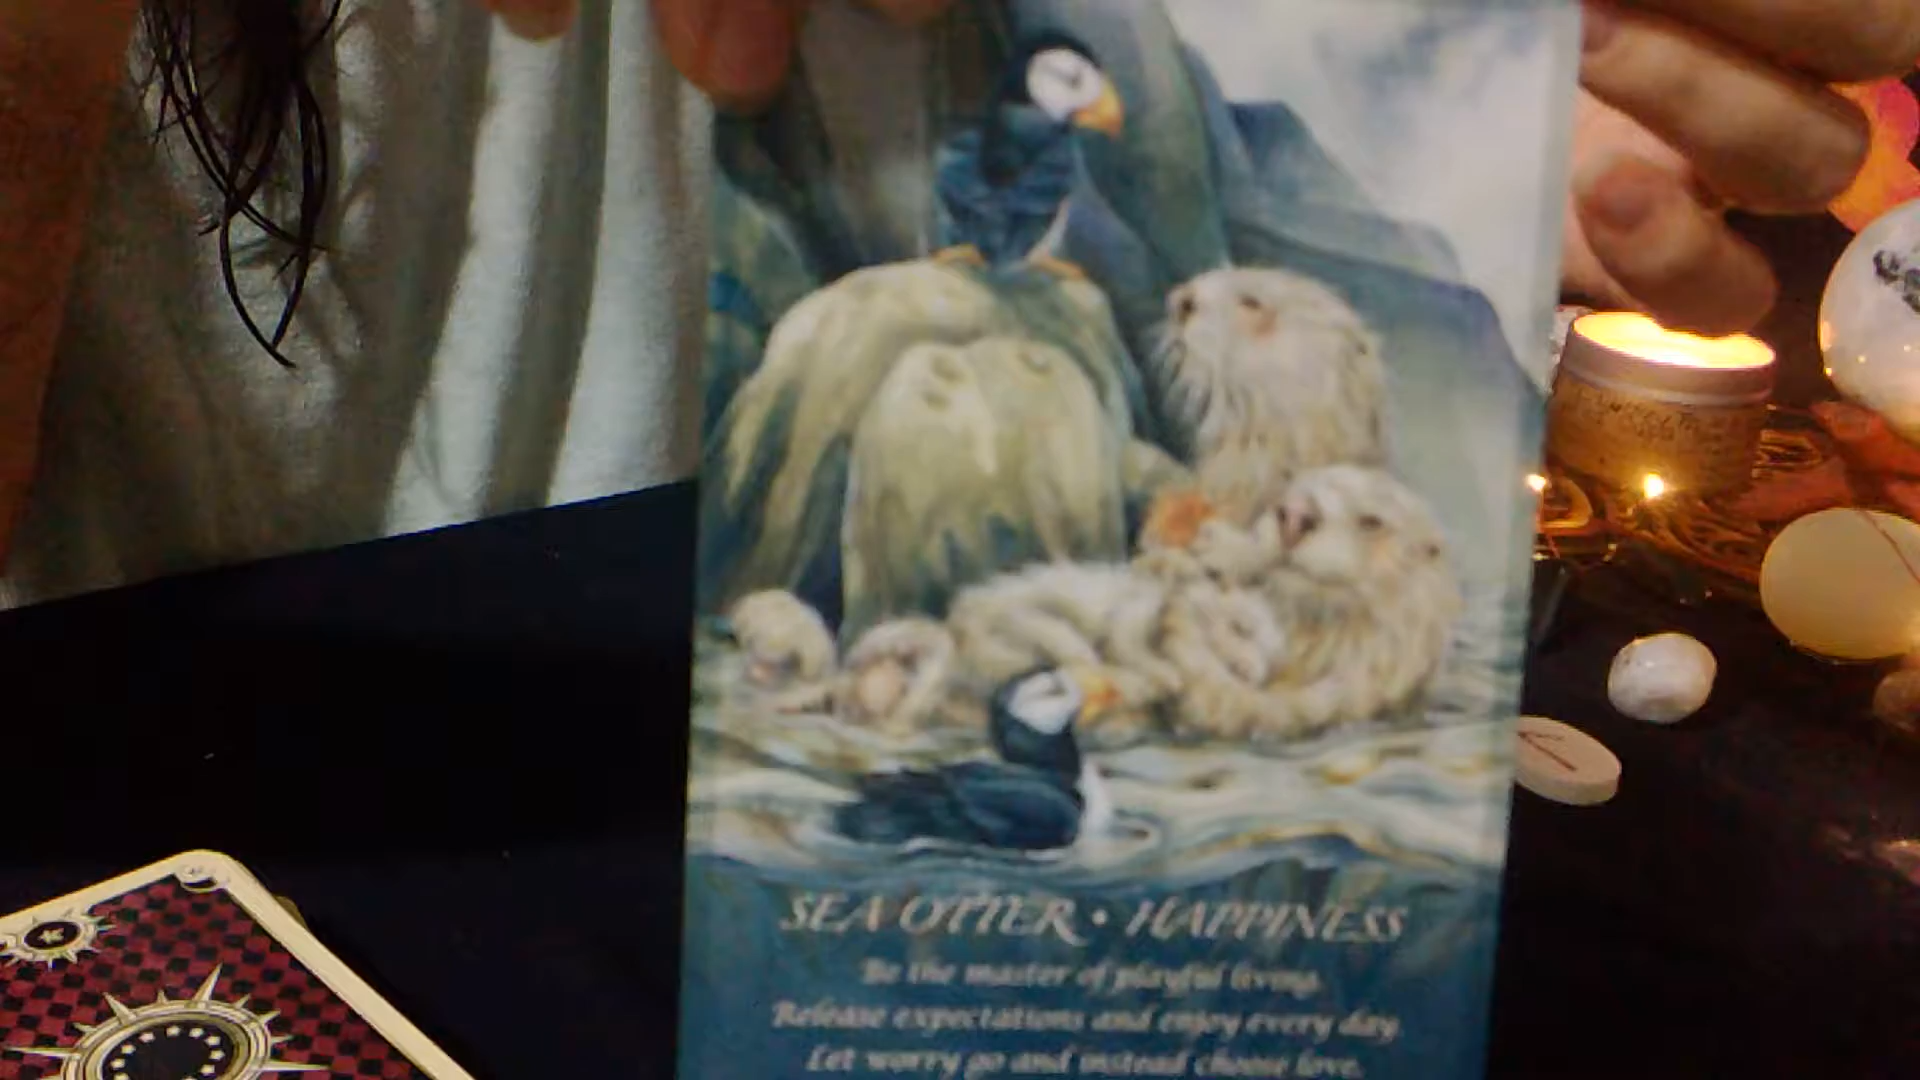 SEA OTTER • HAPPINESS
Be the master of playful living.
Release expectations and enjoy every day.
Let worry go and instead choose love.